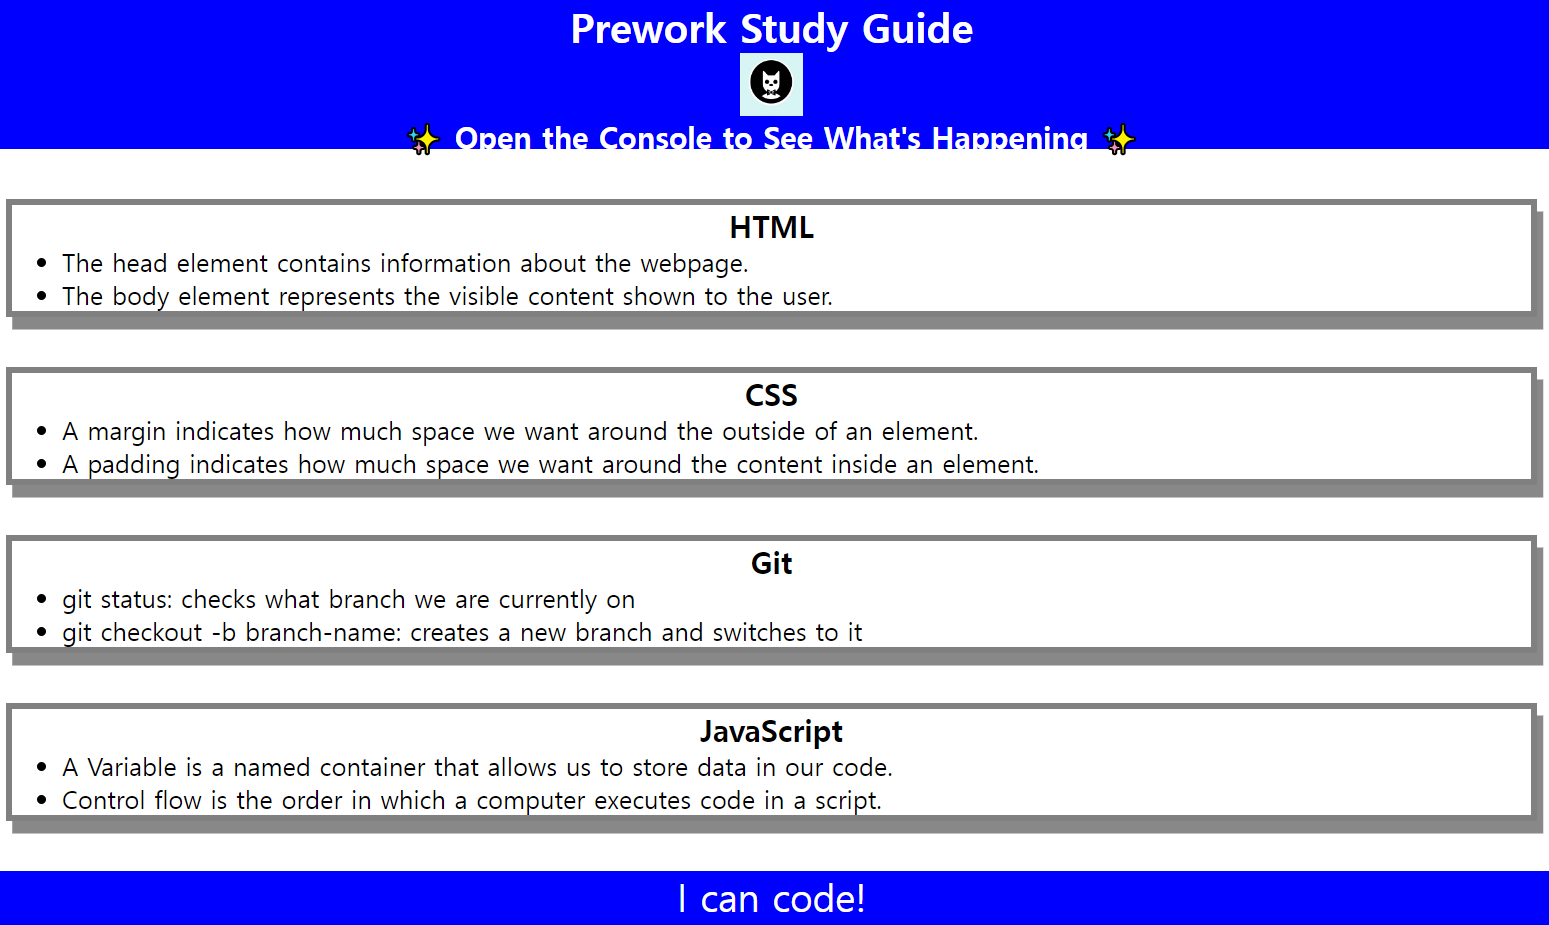 Prework Study Guide
✨ Open the Console to See What's Happening ✨
HTML
• The head element contains information about the webpage.
• The body element represents the visible content shown to the user.
CSS
• A margin indicates how much space we want around the outside of an element.
• A padding indicates how much space we want around the content inside an element.
Git
• git status: checks what branch we are currently on
• git checkout -b branch-name: creates a new branch and switches to it
JavaScript
• A Variable is a named container that allows us to store data in our code.
• Control flow is the order in which a computer executes code in a script.
I can code!